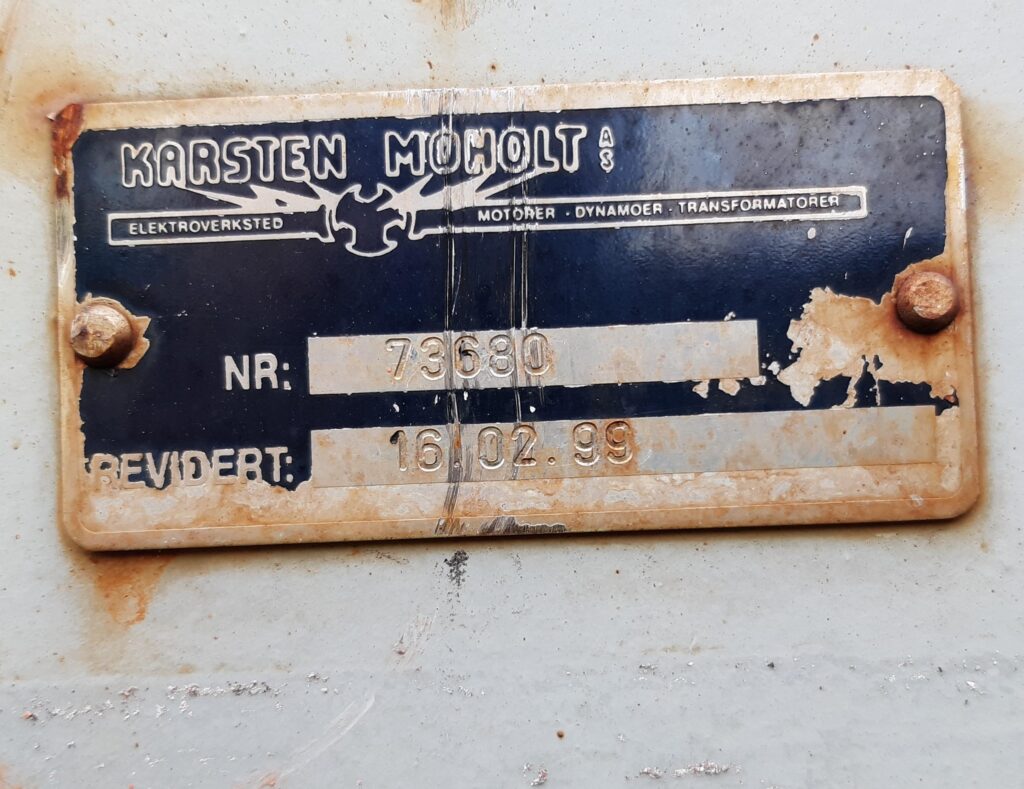 KARSTEN MOHOLT AS
ELEKTROVERKSTED MOTORER · DYNAMOER · TRANSFORMATORER
NR: 73680
REVIDERT: 16.02.99